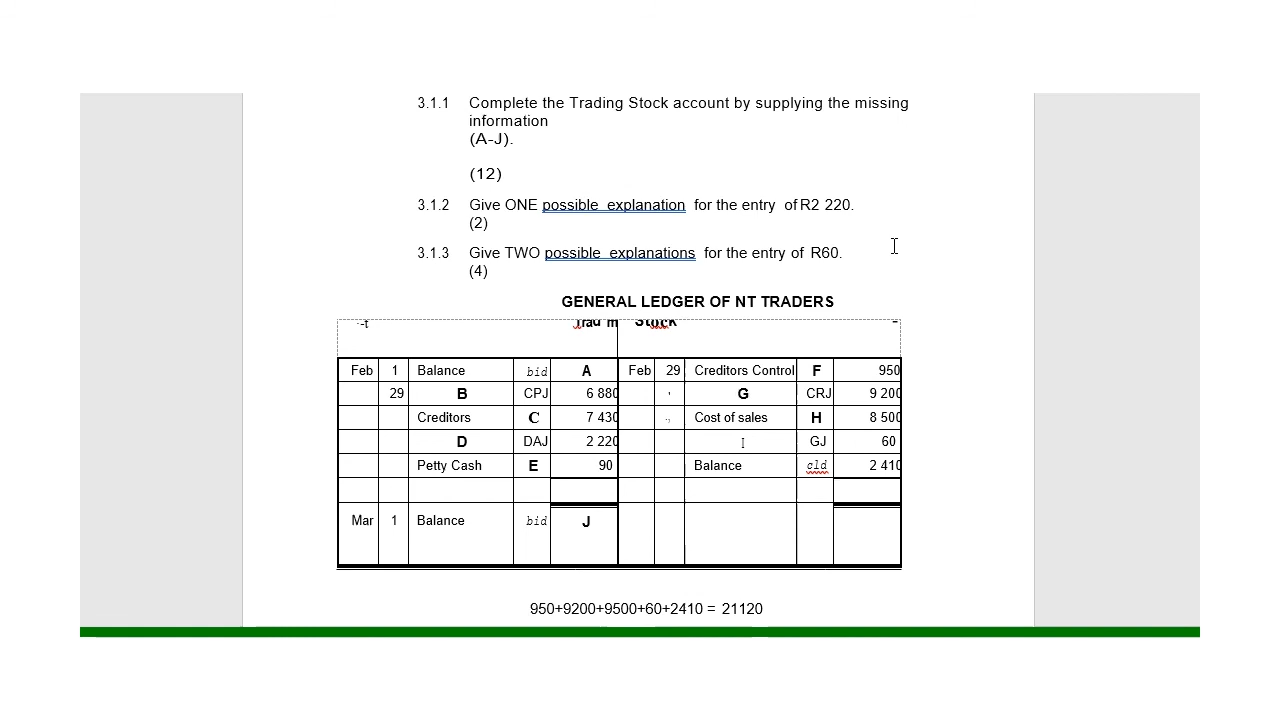 3.1.1 Complete the Trading Stock account by supplying the missing
information
(A-J).
(12)
3.1.2 Give ONE possible explanation for the entry of R2 220.
(2)
3.1.3 Give TWO possible explanations for the entry of R60.
(4)
GENERAL LEDGER OF NT TRADERS
Stock
Feb 1 Balance bid A Feb 29 Creditors Control F 950
29 B CPJ 6 880 G CRJ 9 200
Creditors C 7 430 Cost of sales H 8 500
D DAJ 2 220 I GJ 60
Petty Cash E 90 Balance cld 2 410
Mar 1 Balance bid J
950+9200+9500+60+2410 = 21120